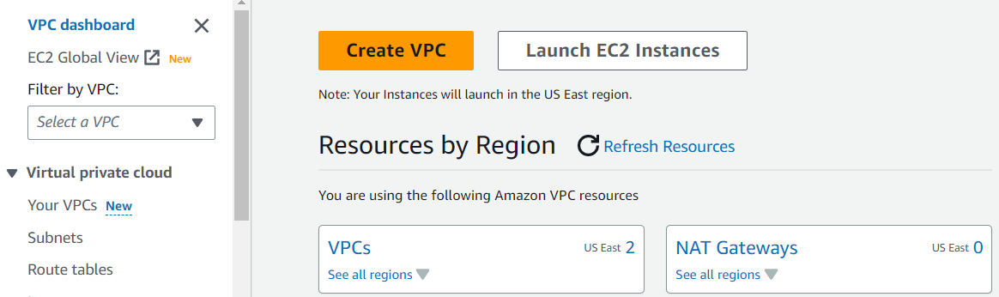 VPC dashboard
EC2 Global View New
Filter by VPC:
Select a VPC
Virtual private cloud
Your VPCs New
Subnets
Route tables
Create VPC
Launch EC2 Instances
Note: Your Instances will launch in the US East region.
Resources by Region Refresh Resources
You are using the following Amazon VPC resources
VPCs US East 2
See all regions
NAT Gateways US East 0
See all regions